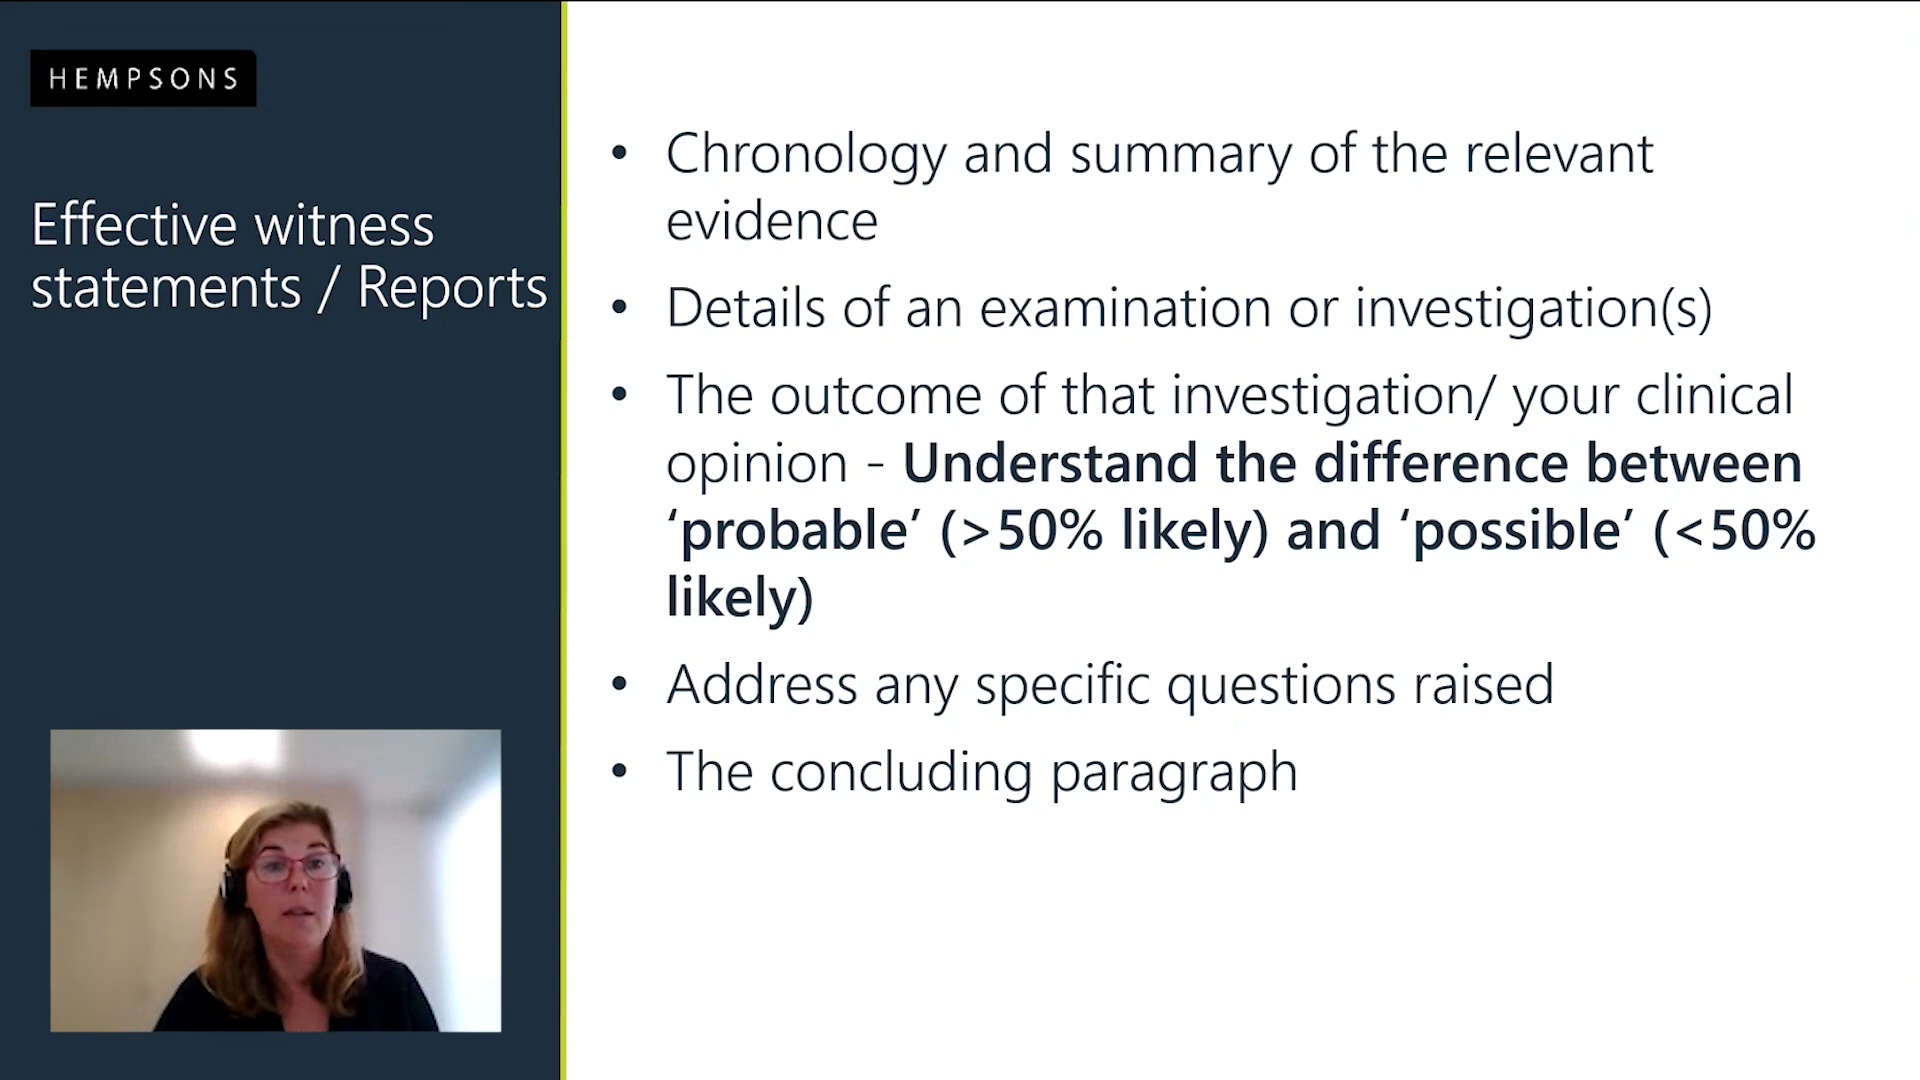 HEMPSONS
Effective witness
statements / Reports
• Chronology and summary of the relevant
evidence
• Details of an examination or investigation(s)
• The outcome of that investigation/ your clinical
opinion - Understand the difference between
‘probable’ (>50% likely) and ‘possible’ (<50%
likely)
• Address any specific questions raised
• The concluding paragraph